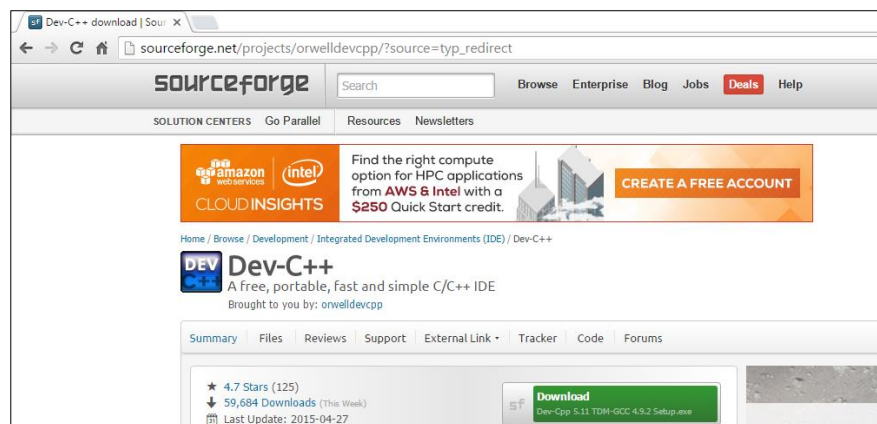 Dev-C++ download | Sour
sourceforge.net/projects/orwelldevcpp/?source=typ_redirect
sourceforge Search Browse Enterprise Blog Jobs Deals Help
SOLUTION CENTERS Go Parallel Resources Newsletters
amazon webservices (intel) CLOUD INSIGHTS
Find the right compute
option for HPC applications
from AWS & Intel with a
$250 Quick Start credit.
CREATE A FREE ACCOUNT
Home / Browse / Development / Integrated Development Environments (IDE) / Dev-C++
DEV C++
Dev-C++
A free, portable, fast and simple C/C++ IDE
Brought to you by: orwelldevcpp
Summary Files Reviews Support External Link Tracker Code Forums
4.7 Stars (125)
59,684 Downloads (This Week)
Last Update: 2015-04-27
sf Download
Dev-Cpp 5.11 TDM-GCC 4.9.2 Setup.exe